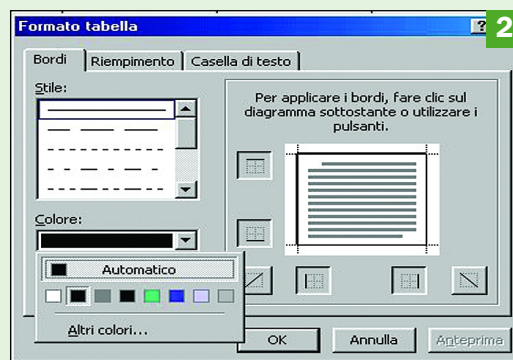 Formato tabella
?
2
Bordi
Riempimento
Casella di testo
Stile:
Per applicare i bordi, fare clic sul
diagramma sottostante o utilizzare i
pulsanti.
Colore:
Automatico
Altri colori...
OK
Annulla
Anteprima